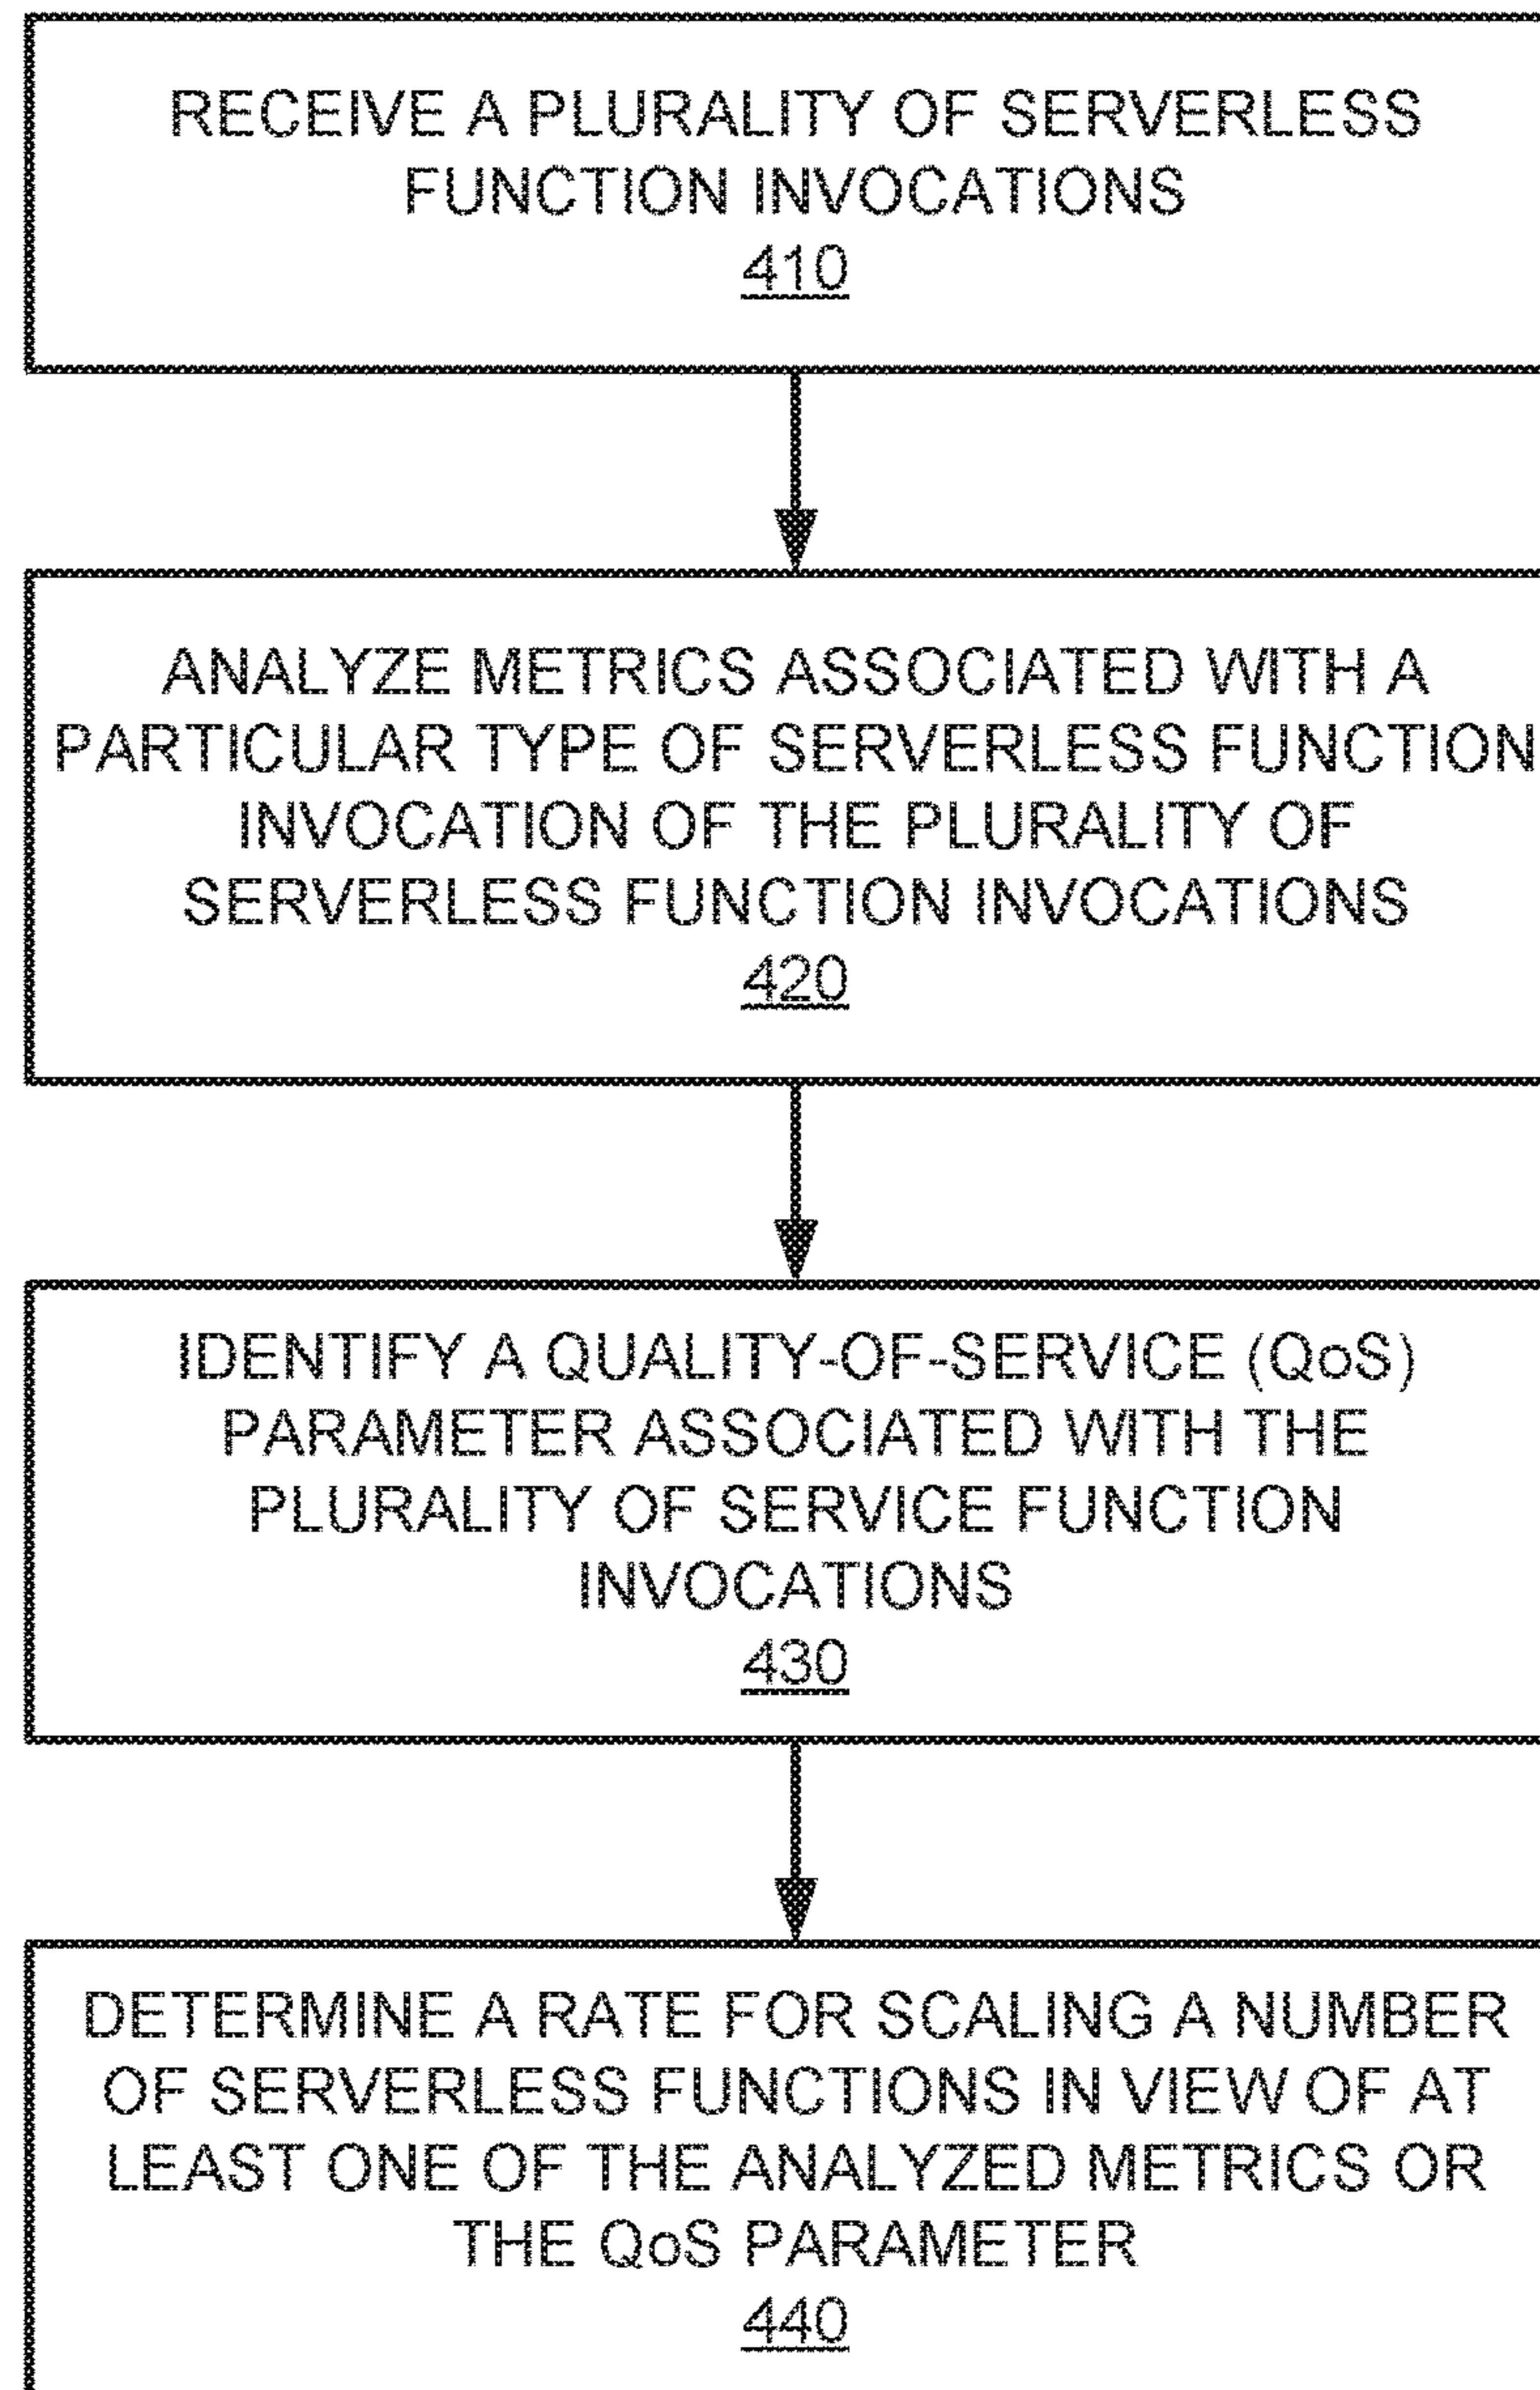 RECEIVE A PLURALITY OF SERVERLESS
FUNCTION INVOCATIONS
410
ANALYZE METRICS ASSOCIATED WITH A
PARTICULAR TYPE OF SERVERLESS FUNCTION
INVOCATION OF THE PLURALITY OF
SERVERLESS FUNCTION INVOCATIONS
420
IDENTIFY A QUALITY-OF-SERVICE (QoS)
PARAMETER ASSOCIATED WITH THE
PLURALITY OF SERVICE FUNCTION
INVOCATIONS
430
DETERMINE A RATE FOR SCALING A NUMBER
OF SERVERLESS FUNCTIONS IN VIEW OF AT
LEAST ONE OF THE ANALYZED METRICS OR
THE QoS PARAMETER
440